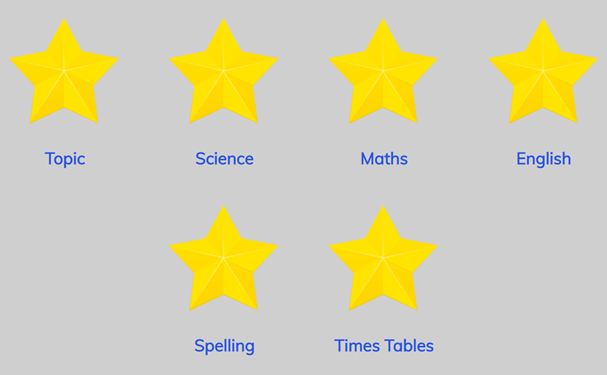 Topic
Science
Maths
English
Spelling
Times Tables